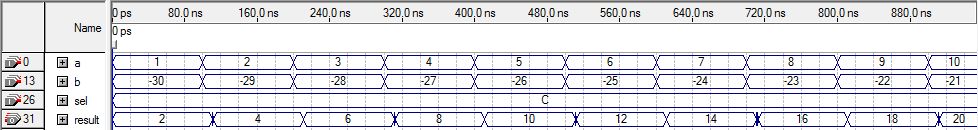 0 ps 80.0 ns 160.0 ns 240.0 ns 320.0 ns 400.0 ns 480.0 ns 560.0 ns 640.0 ns 720.0 ns 800.0 ns 880.0 ns
Name
0 ps
0 a 1 2 3 4 5 6 7 8 9 10
13 b -30 -29 -28 -27 -26 -25 -24 -23 -22 -21
26 sel C
31 result 2 4 6 8 10 12 14 16 18 20